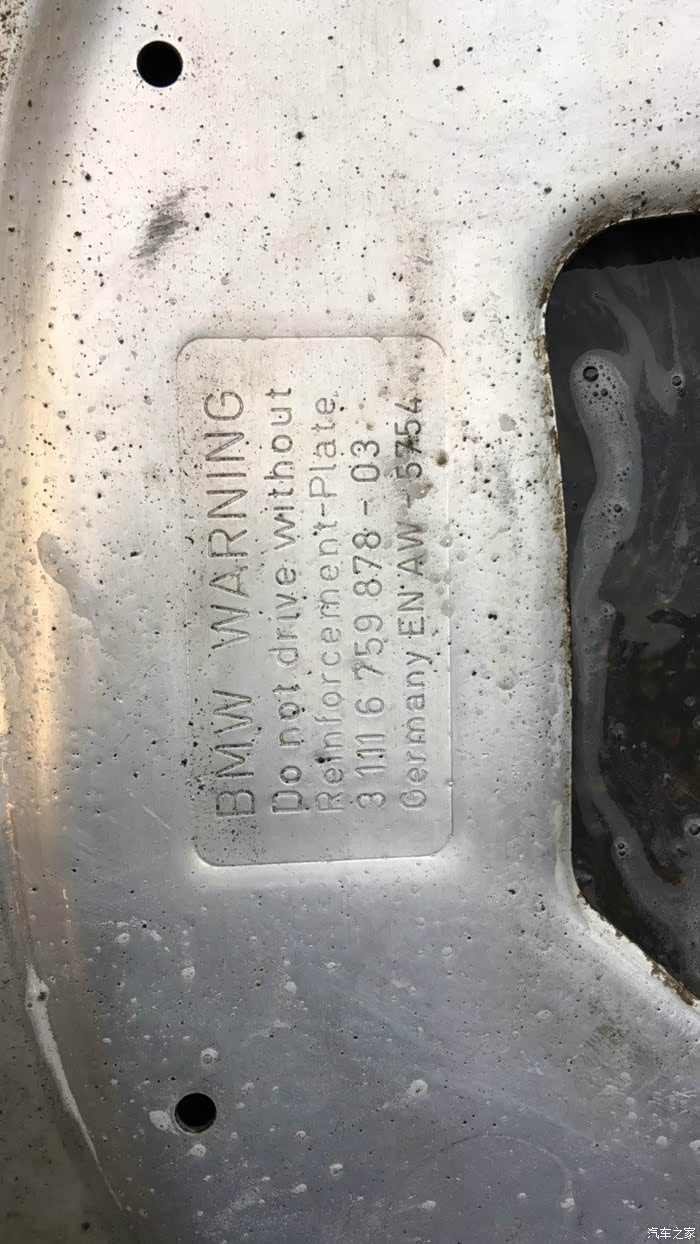 BMW WARNING
Do not drive without
Reinforcement-Plate
3 1111 6 759 878 - 03
Germany EN AW - 5754
汽车之家